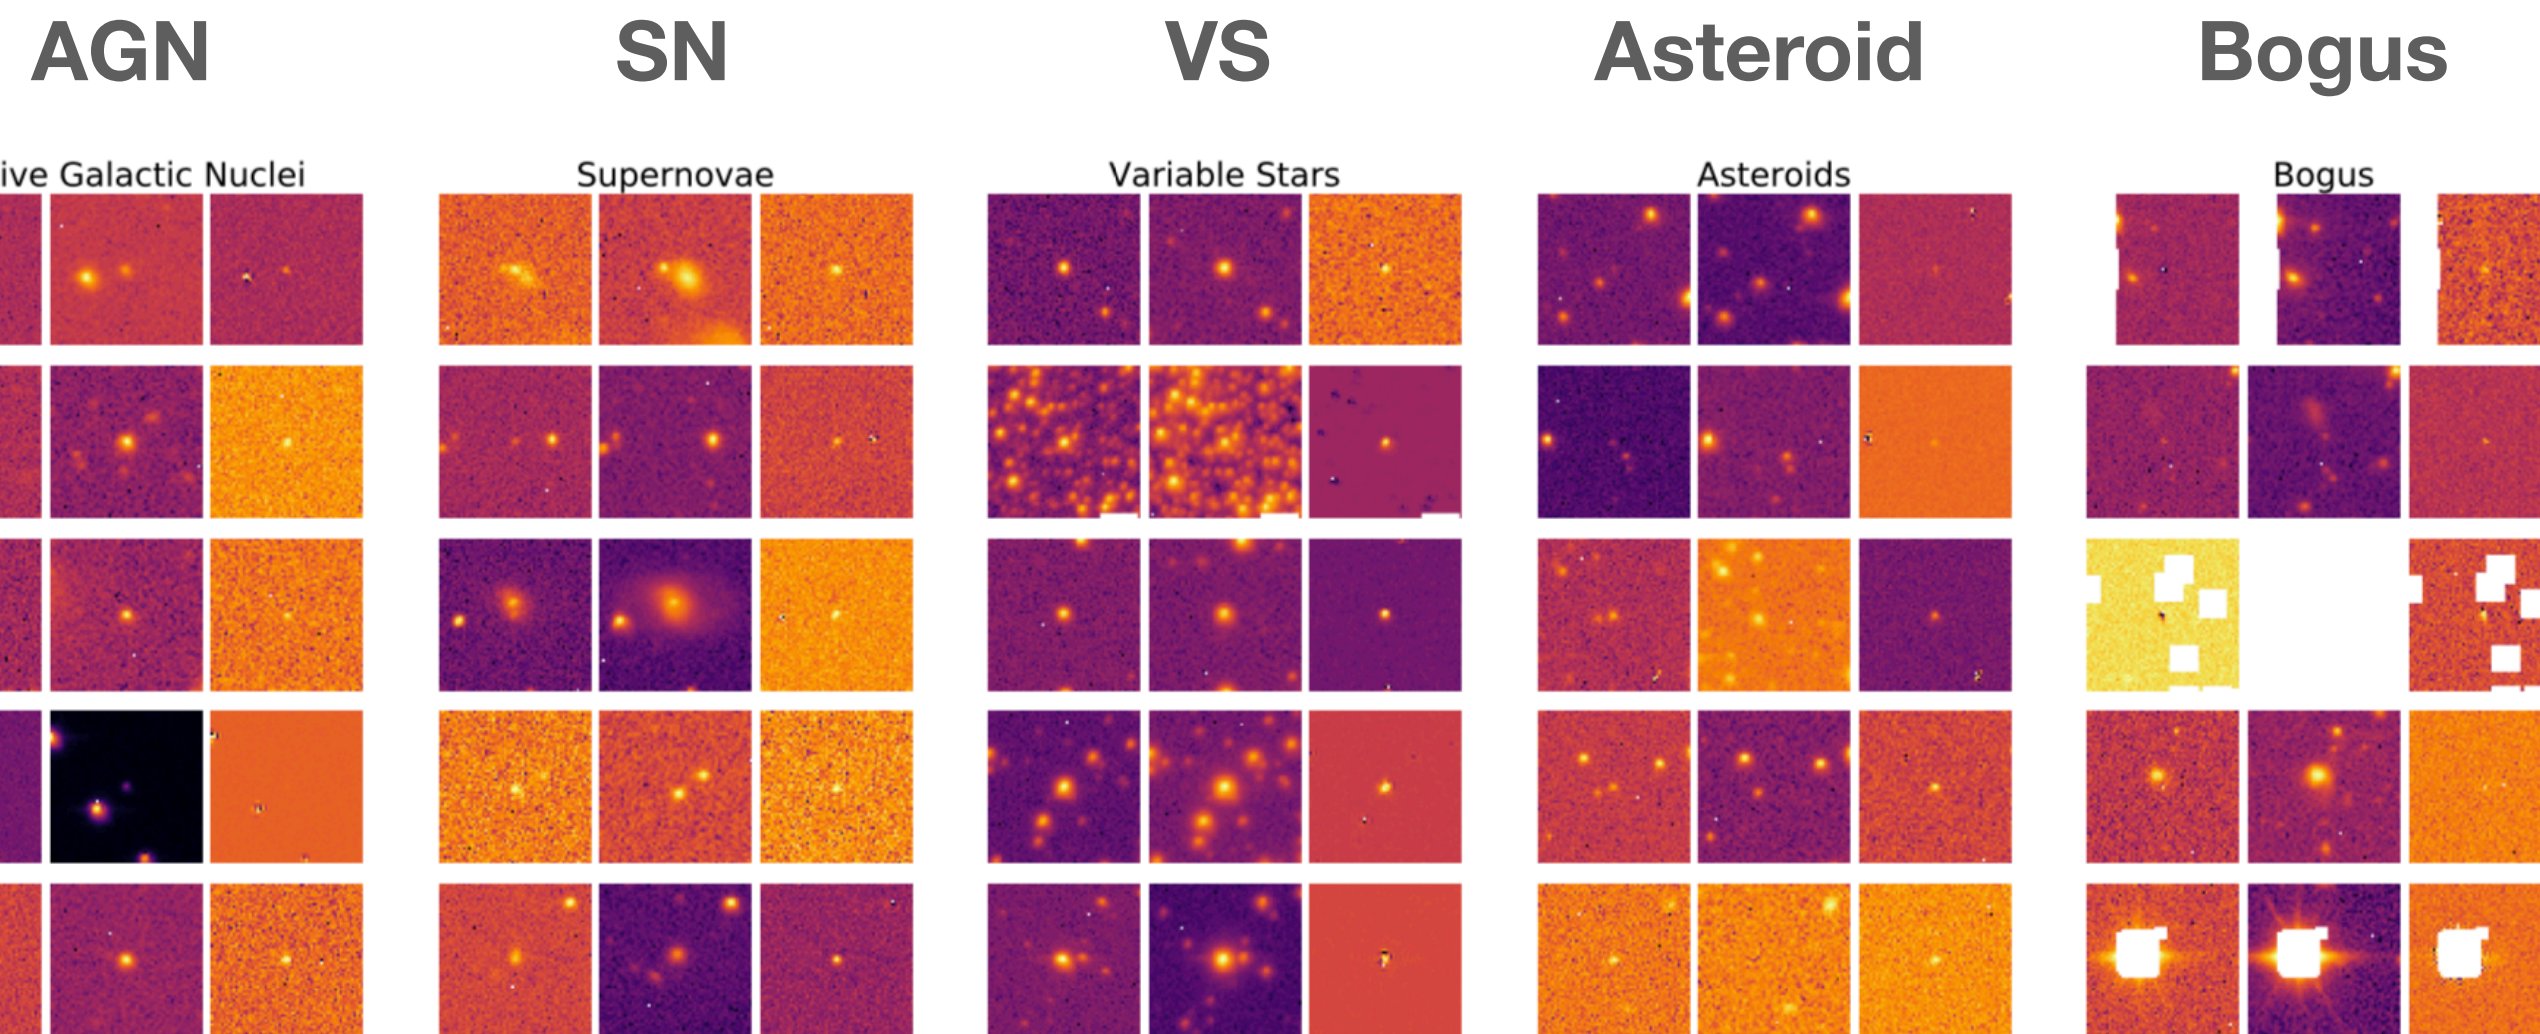 AGN SN VS Asteroid Bogus
ive Galactic Nuclei Supernovae Variable Stars Asteroids Bogus